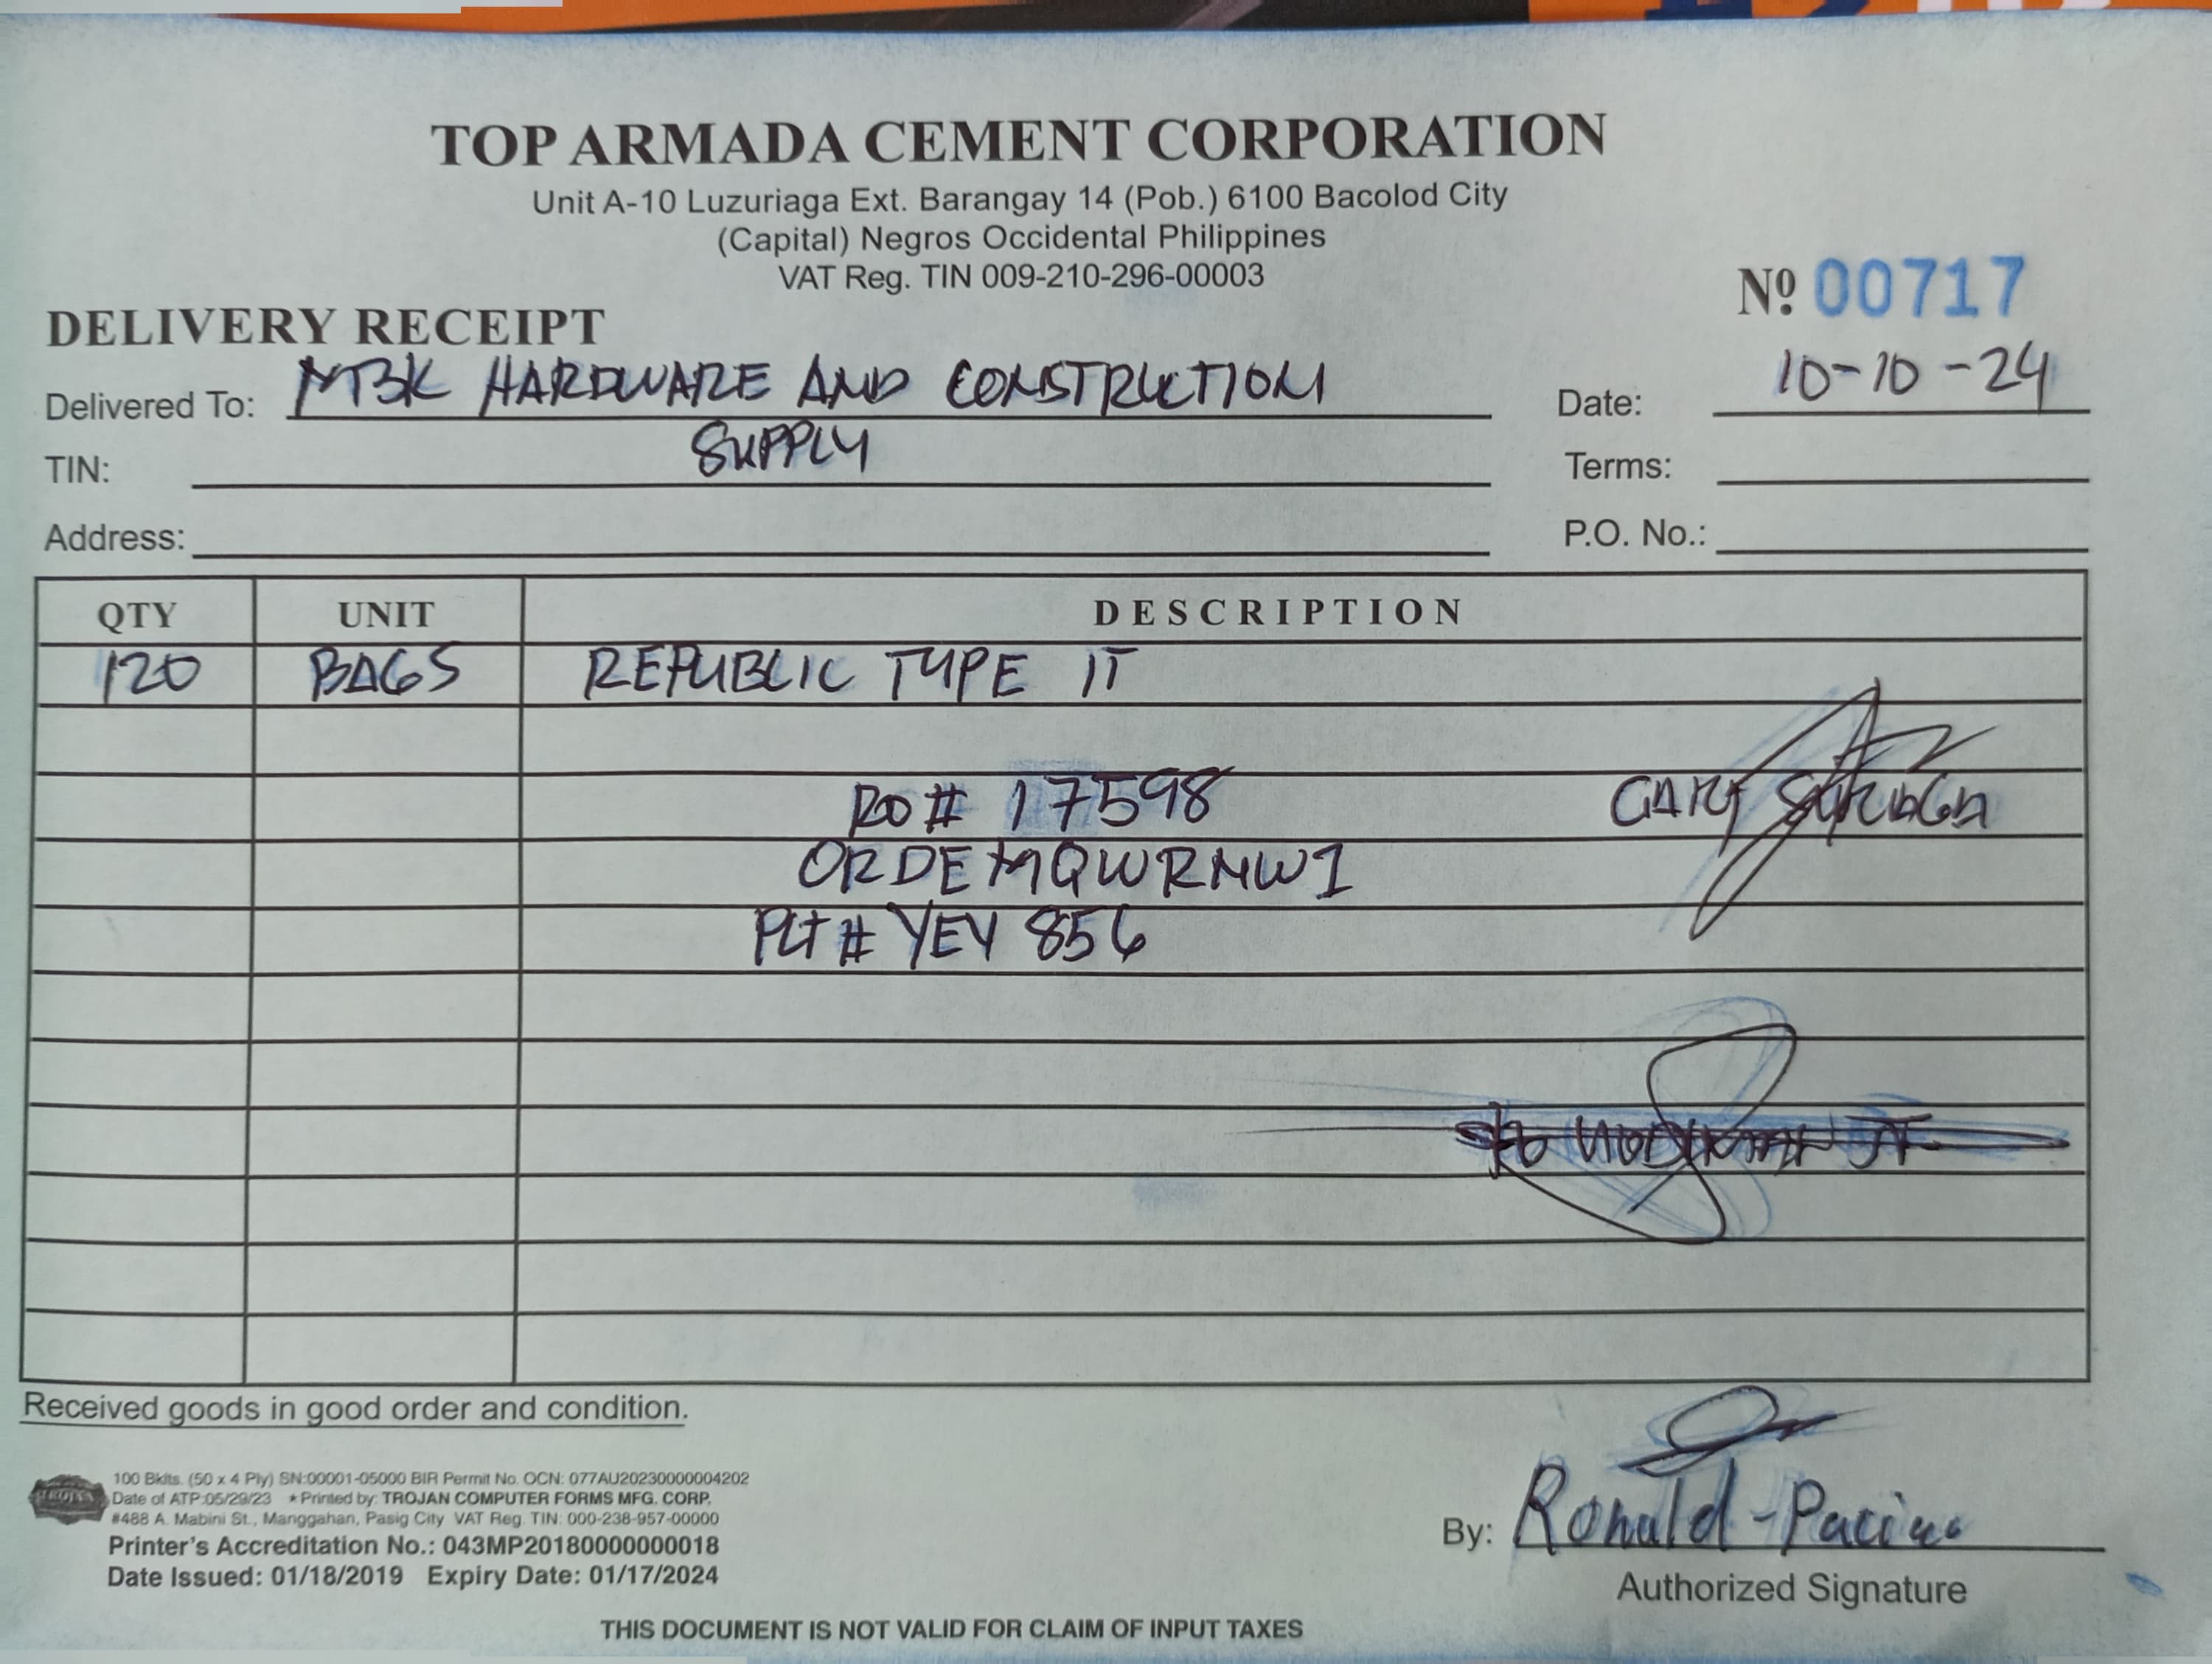 TOP ARMADA CEMENT CORPORATION
Unit A-10 Luzuriaga Ext. Barangay 14 (Pob.) 6100 Bacolod City
(Capital) Negros Occidental Philippines
VAT Reg. TIN 009-210-296-00003
Nº 00717
DELIVERY RECEIPT
Delivered To: MBK HARDWARE AND CONSTRUCTION
SUPPLY
Date: 10-10-24
TIN:
Terms:
Address:
P.O. No.:
QTY UNIT DESCRIPTION
120 BAGS REPUBLIC TYPE 1T
RO# 17598
GARY
ORDEMQWRNW1
PLT# YEY 856
Received goods in good order and condition.
100 Bklts. (50 x 4 Ply) SN:00001-05000 BIR Permit No. OCN: 077AU20230000004202
Date of ATP:05/29/23 ★Printed by: TROJAN COMPUTER FORMS MFG. CORP.
#488 A. Mabini St., Manggahan, Pasig City VAT Reg. TIN: 000-238-957-00000
Printer's Accreditation No.: 043MP20180000000018
Date Issued: 01/18/2019 Expiry Date: 01/17/2024
By: Ronald
Authorized Signature
THIS DOCUMENT IS NOT VALID FOR CLAIM OF INPUT TAXES